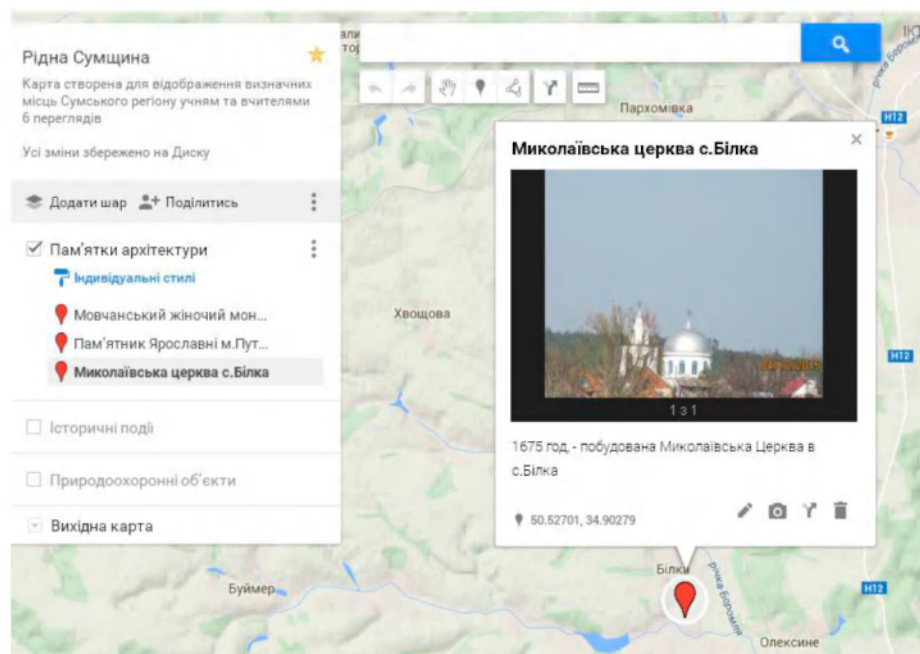 Рідна Сумщина
Карта створена для відображення визначних
місць Сумського регіону учням та вчителями
6 переглядів
Усі зміни збережено на Диску
Додати шар Поділитись
Пам'ятки архітектури
Індивідуальні стилі
Мовчанський жіночий мон...
Пам'ятник Ярославні м.Пут...
Миколаївська церква с.Білка
Історичні події
Природоохоронні об'єкти
Вихідна карта
Пархомівка
H12
Миколаївська церква с.Білка
1 з 1
1675 год,- побудована Миколаївська Церква в
с.Білка
50.52701, 34.90279
Хвощова
H12
Буймер
Білка
річка Боромля
H12
Олексине